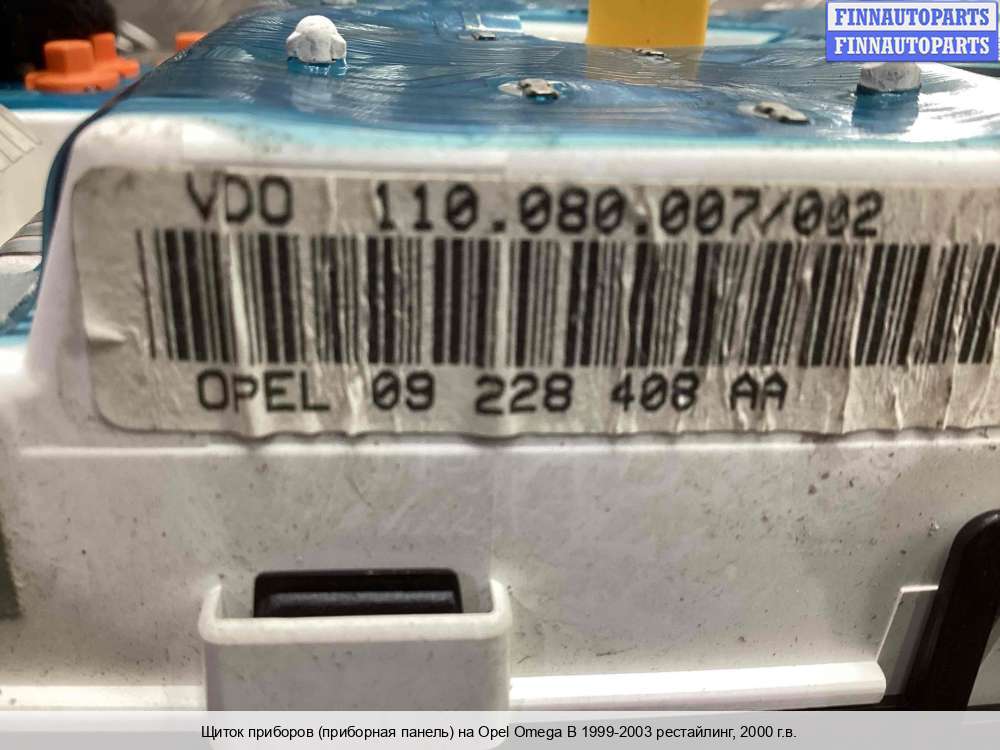 FINNAUTOPARTS
FINNAUTOPARTS
VDO 110.080.007/002
OPEL 09 228 408 AA
Щиток приборов (приборная панель) на Opel Omega B 1999-2003 рестайлинг, 2000 г.в.